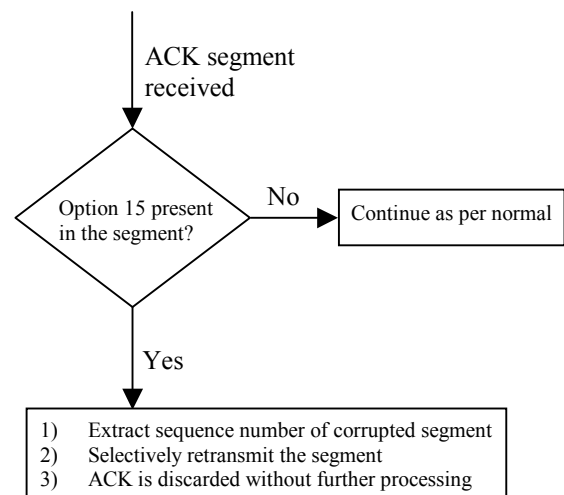 ACK segment
received
Option 15 present
in the segment?
No
Continue as per normal
Yes
1) Extract sequence number of corrupted segment
2) Selectively retransmit the segment
3) ACK is discarded without further processing